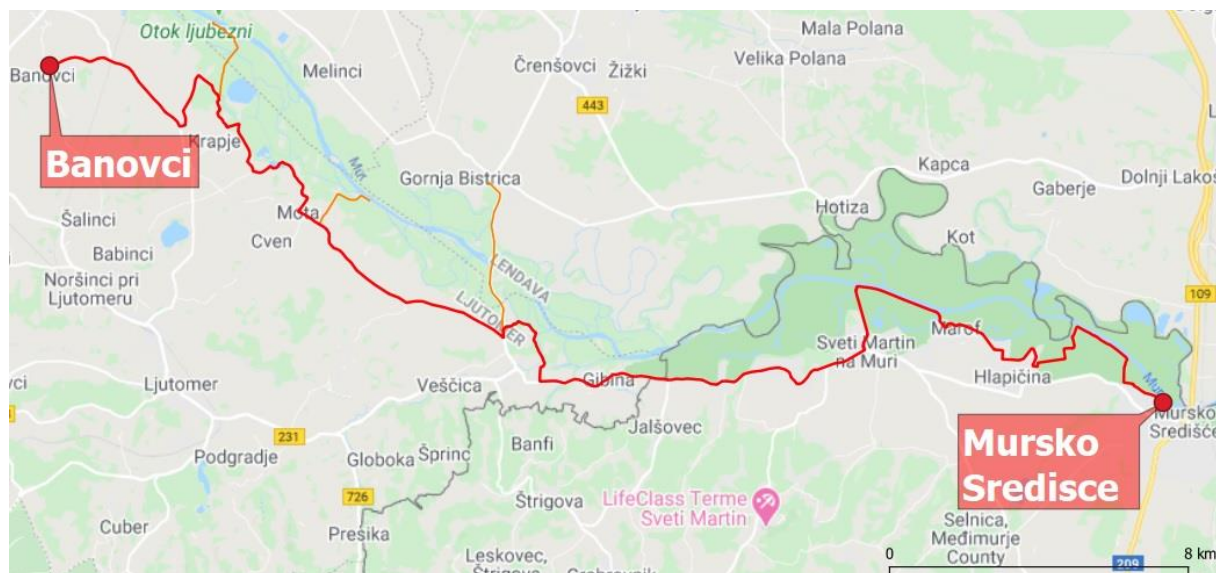 Otok ljubezni
Mala Polana
Banovci
Melinci
Črenšovci
Žižki
Velika Polana
443
Krapje
Banovci
Mur
Gornja Bistrica
Kapca
Gaberje
Dolnji Lakoš
Šalinci
Mota
Hotiza
Cven
Kot
Babinci
Noršinci pri
Ljutomeru
LENDAVA
109
LJUTOMER
Marof
Sveti Martin
na Muri
Ljutomer
Veščica
Gibina
Hlapičina
Mursko
Središće
Jalšovec
231
Banfi
Podgradje
Globoka
Šprinc
Mursko
Sredisce
726
Štrigova
LifeClass Terme
Sveti Martin
Cuber
Presika
Selnica,
Međimurje
County
Leskovec,
0
8 km
209